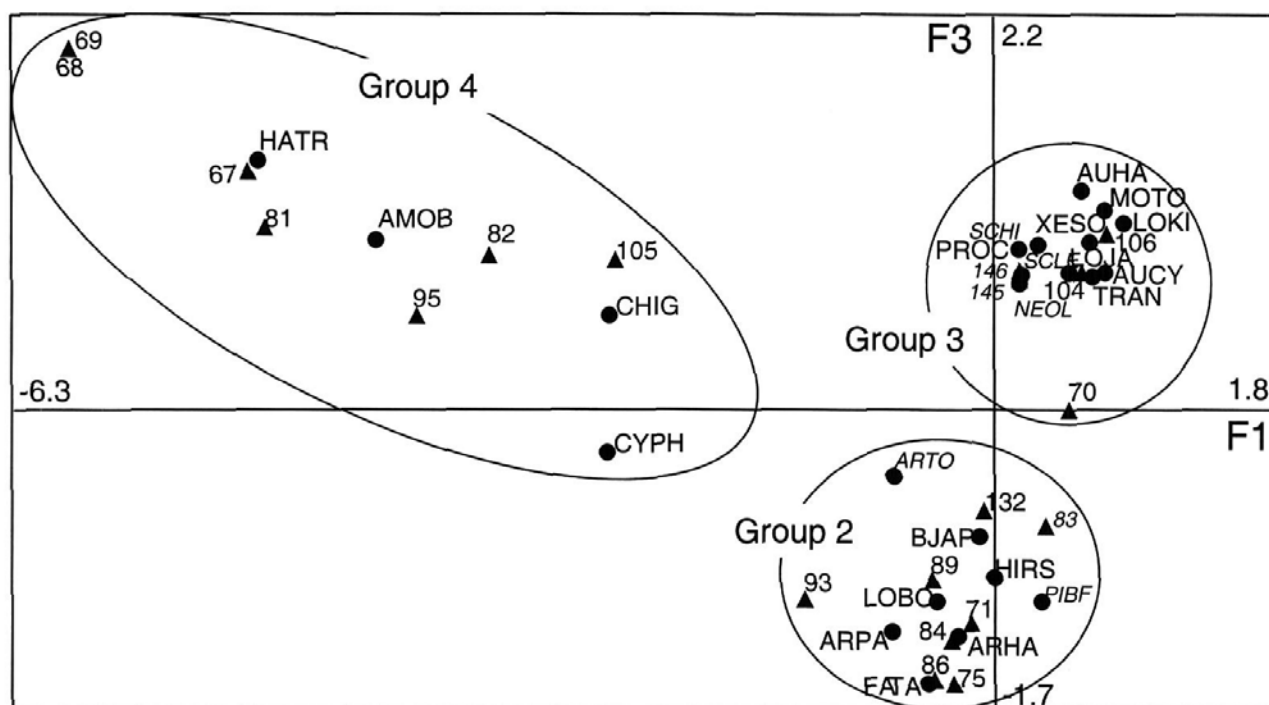 69
68
F3
2.2
Group 4
HATR
67
81
AMOB
82
105
95
CHIG
AUHA
MOTO
SCHI
XESO
LOKI
PROC
106
146
SCLE
LOJA
AUCY
145
104
TRAN
NEOL
Group 3
-6.3
70
1.8
F1
CYPH
ARTO
132
83
Group 2
BJAP
89
HIRS
93
LOBO
71
PIBF
ARPA
84
ARHA
86
75
-1.7